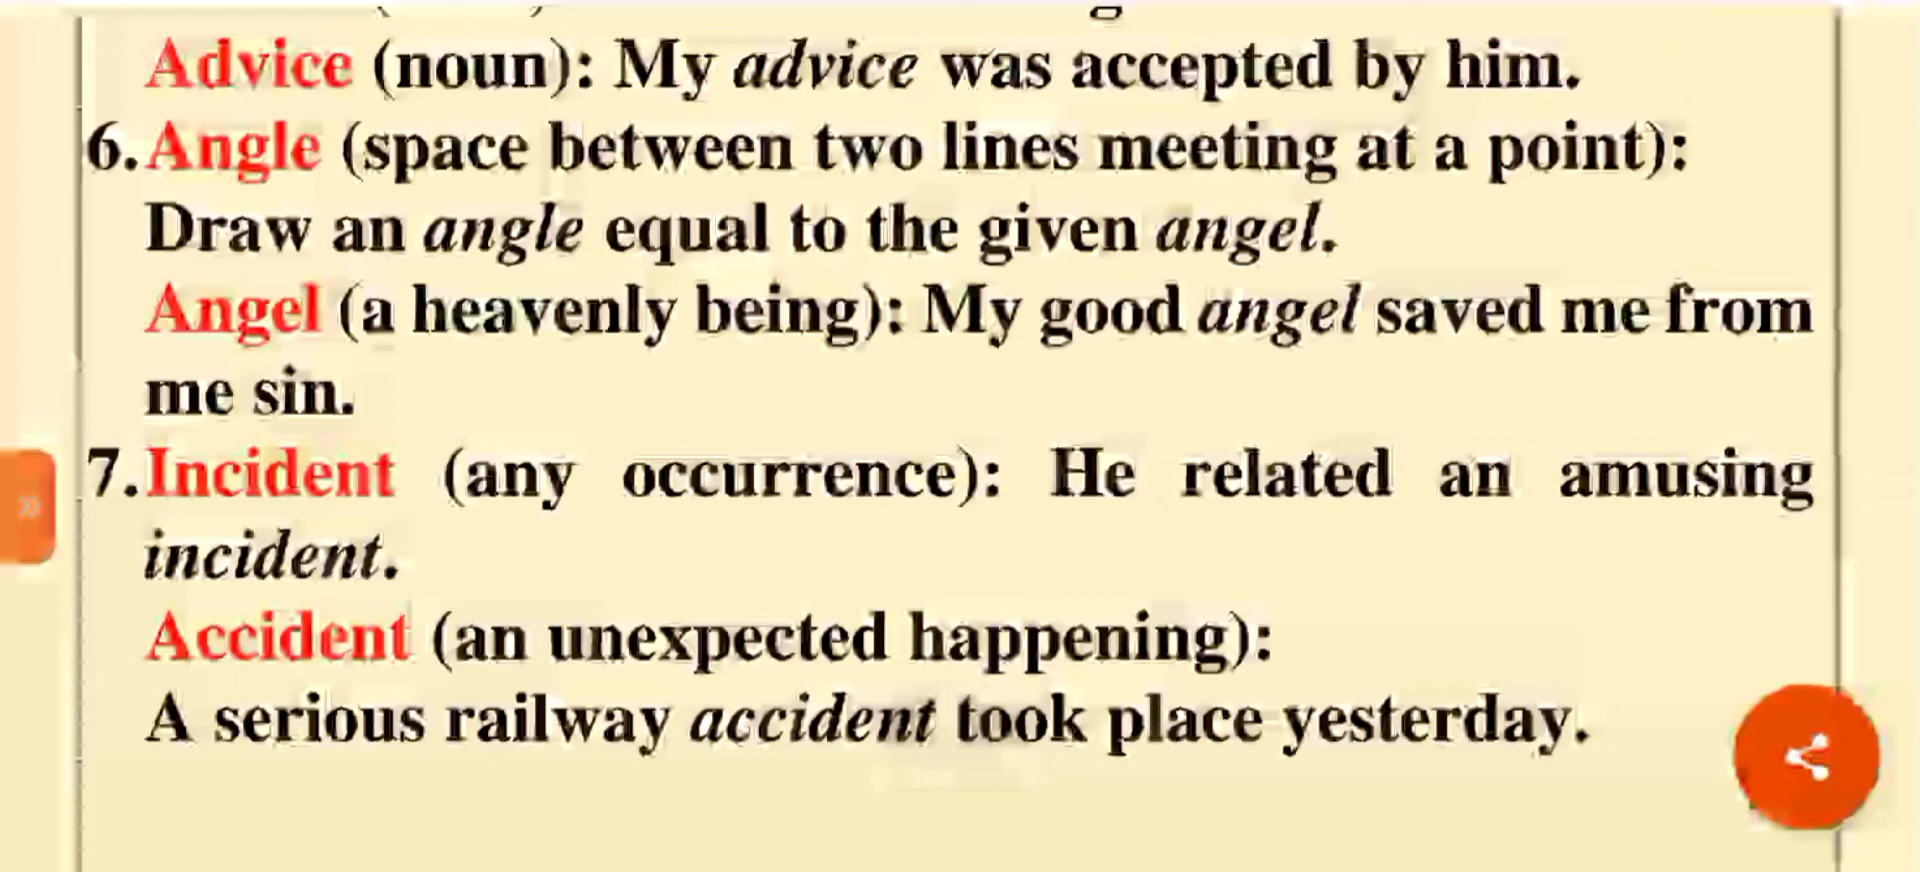 Advice (noun): My advice was accepted by him.
6. Angle (space between two lines meeting at a point):
Draw an angle equal to the given angel.
Angel (a heavenly being): My good angel saved me from
me sin.
7. Incident (any occurrence): He related an amusing
incident.
Accident (an unexpected happening):
A serious railway accident took place yesterday.